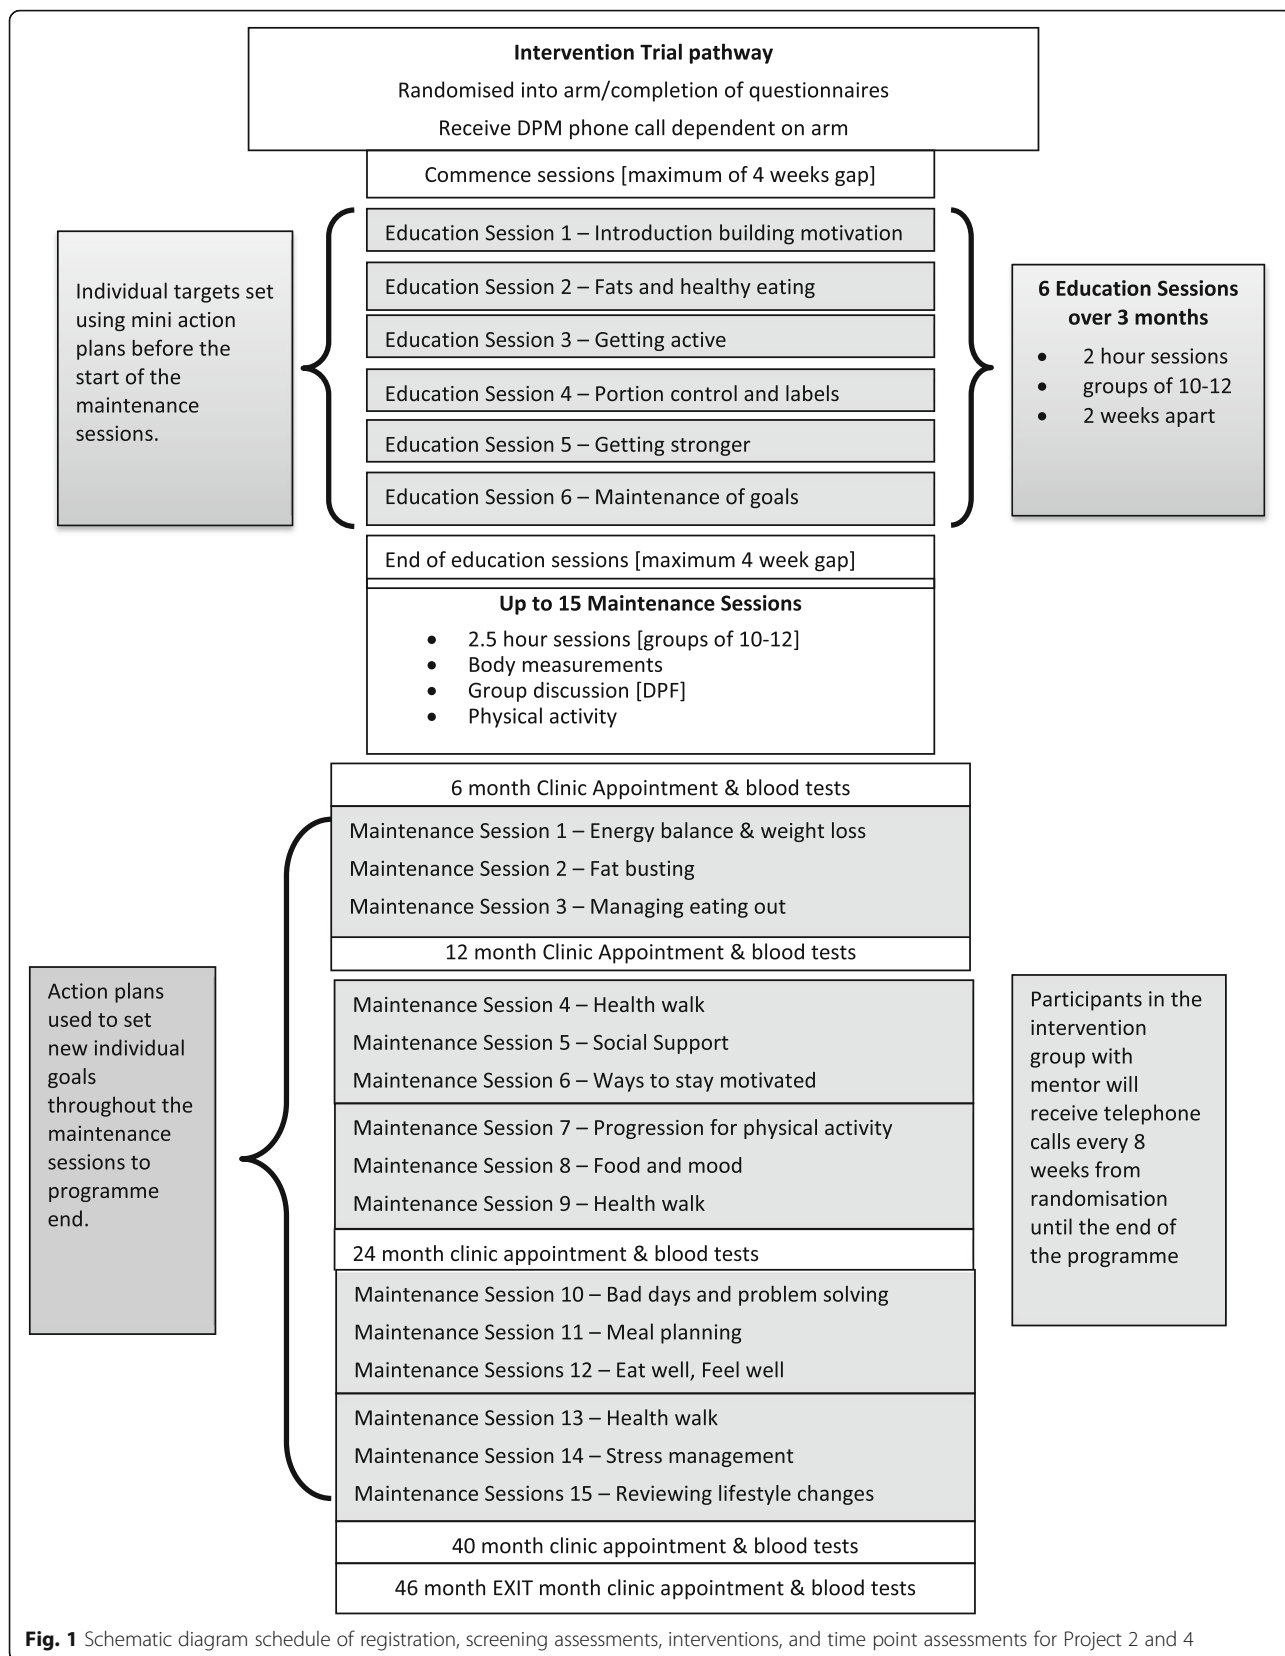 Intervention Trial pathway
Randomised into arm/completion of questionnaires
Receive DPM phone call dependent on arm
Commence sessions [maximum of 4 weeks gap]
Individual targets set
using mini action
plans before the
start of the
maintenance
sessions.
Education Session 1 – Introduction building motivation
Education Session 2 – Fats and healthy eating
Education Session 3 – Getting active
Education Session 4 – Portion control and labels
Education Session 5 – Getting stronger
Education Session 6 – Maintenance of goals
6 Education Sessions
over 3 months
• 2 hour sessions
• groups of 10-12
• 2 weeks apart
End of education sessions [maximum 4 week gap]
Up to 15 Maintenance Sessions
• 2.5 hour sessions [groups of 10-12]
• Body measurements
• Group discussion [DPF]
• Physical activity
6 month Clinic Appointment & blood tests
Maintenance Session 1 – Energy balance & weight loss
Maintenance Session 2 – Fat busting
Maintenance Session 3 – Managing eating out
12 month Clinic Appointment & blood tests
Action plans
used to set
new individual
goals
throughout the
maintenance
sessions to
programme
end.
Maintenance Session 4 – Health walk
Maintenance Session 5 – Social Support
Maintenance Session 6 – Ways to stay motivated
Maintenance Session 7 – Progression for physical activity
Maintenance Session 8 – Food and mood
Maintenance Session 9 – Health walk
24 month clinic appointment & blood tests
Maintenance Session 10 – Bad days and problem solving
Maintenance Session 11 – Meal planning
Maintenance Sessions 12 – Eat well, Feel well
Maintenance Session 13 – Health walk
Maintenance Session 14 – Stress management
Maintenance Sessions 15 – Reviewing lifestyle changes
Participants in the
intervention
group with
mentor will
receive telephone
calls every 8
weeks from
randomisation
until the end of
the programme
40 month clinic appointment & blood tests
46 month EXIT month clinic appointment & blood tests
Fig. 1 Schematic diagram schedule of registration, screening assessments, interventions, and time point assessments for Project 2 and 4